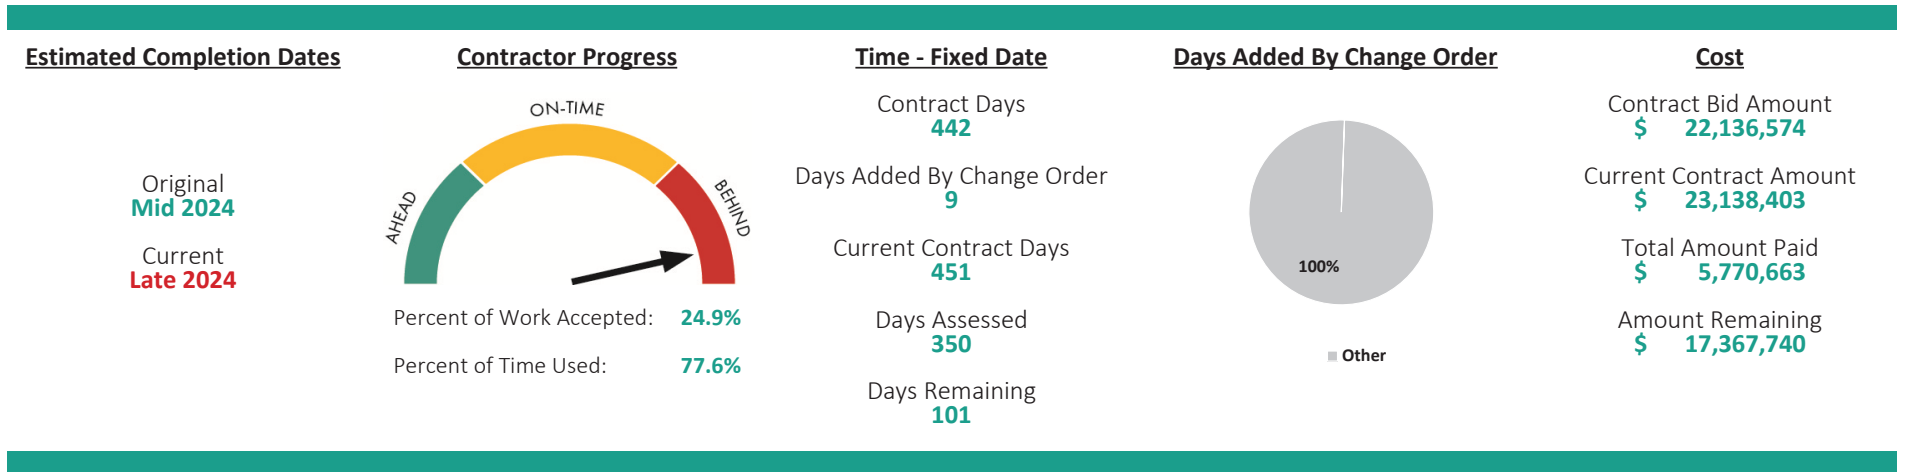 Estimated Completion Dates
Original
Mid 2024
Current
Late 2024
Contractor Progress
ON-TIME
AHEAD
BEHIND
Percent of Work Accepted: 24.9%
Percent of Time Used: 77.6%
Time - Fixed Date
Contract Days
442
Days Added By Change Order
9
Current Contract Days
451
Days Assessed
350
Days Remaining
101
Days Added By Change Order
100%
Other
Cost
Contract Bid Amount
$ 22,136,574
Current Contract Amount
$ 23,138,403
Total Amount Paid
$ 5,770,663
Amount Remaining
$ 17,367,740